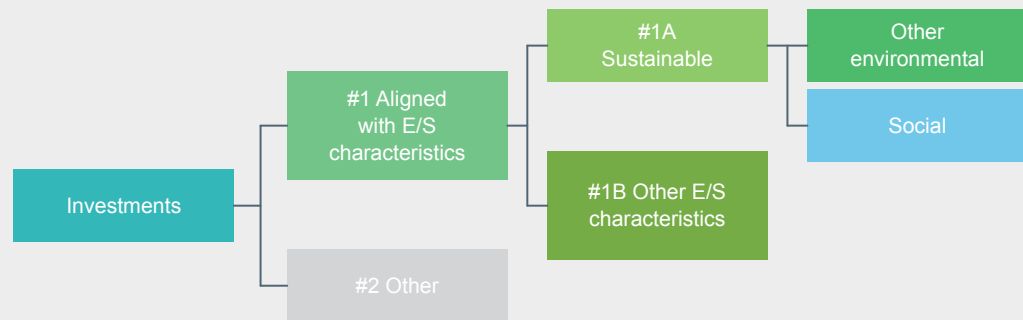 Investments
#1 Aligned
with E/S
characteristics
#2 Other
#1A
Sustainable
#1B Other E/S
characteristics
Other
environmental
Social